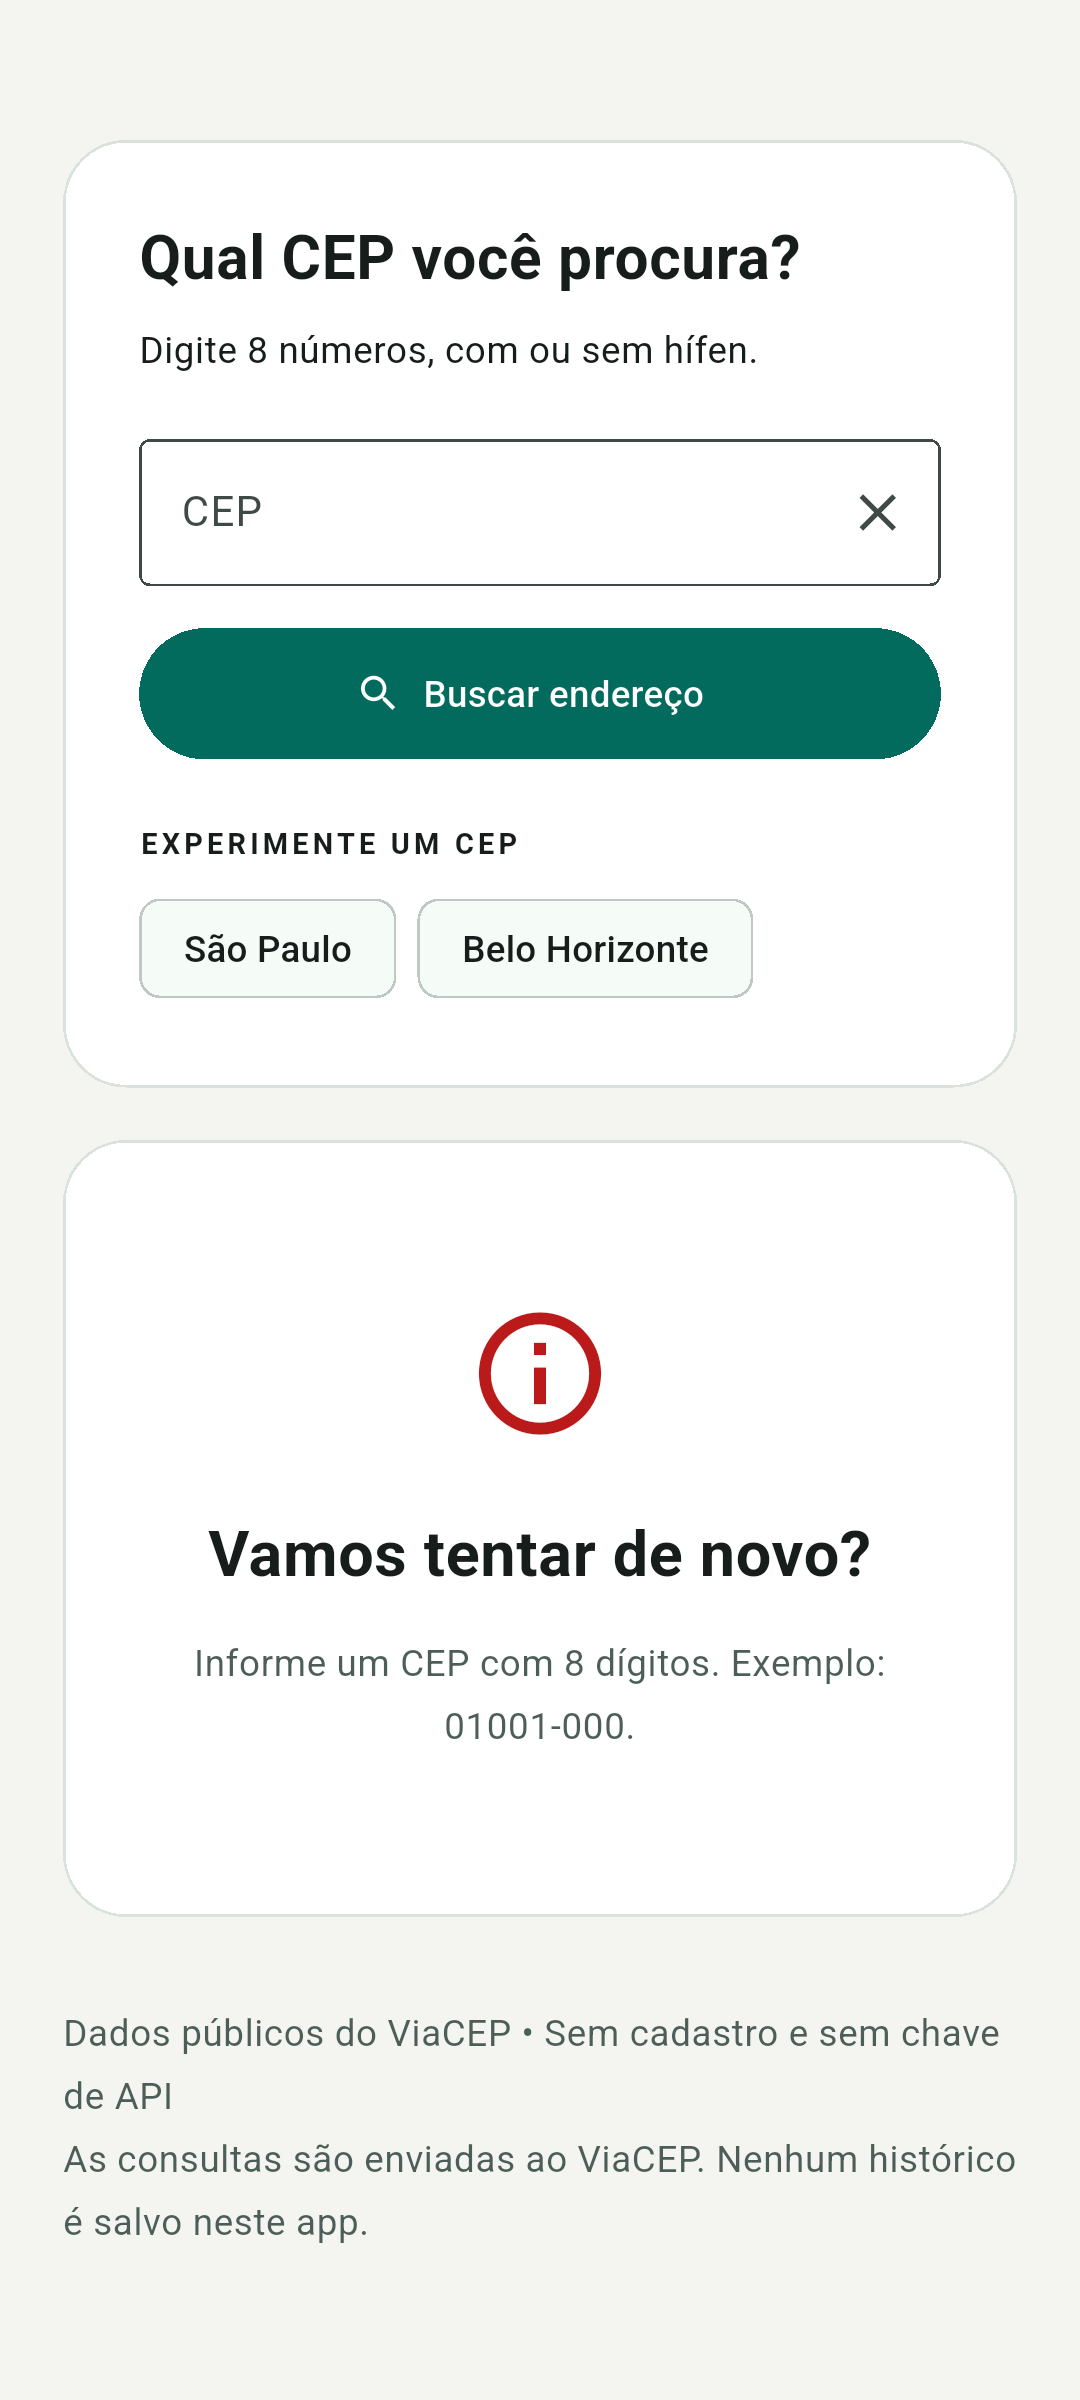 Qual CEP você procura?
Digite 8 números, com ou sem hífen.
CEP
Buscar endereço
EXPERIMENTE UM CEP
São Paulo
Belo Horizonte
Vamos tentar de novo?
Informe um CEP com 8 dígitos. Exemplo:
01001-000.
Dados públicos do ViaCEP • Sem cadastro e sem chave
de API
As consultas são enviadas ao ViaCEP. Nenhum histórico
é salvo neste app.